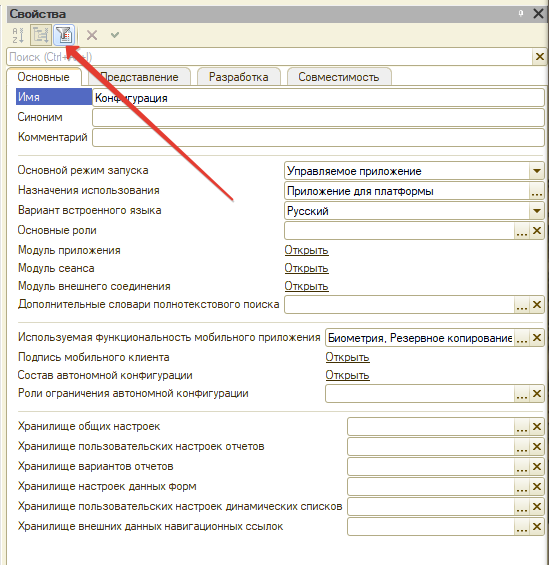 Свойства
Поиск (Ctrl+
Основные Представление Разработка Совместимость
Имя Конфигурация
Синоним
Комментарий
Основной режим запуска Управляемое приложение
Назначения использования Приложение для платформы
Вариант встроенного языка Русский
Основные роли
Модуль приложения Открыть
Модуль сеанса Открыть
Модуль внешнего соединения Открыть
Дополнительные словари полнотекстового поиска
Используемая функциональность мобильного приложения Биометрия, Резервное копирование
Подпись мобильного клиента Открыть
Состав автономной конфигурации Открыть
Роли ограничения автономной конфигурации
Хранилище общих настроек
Хранилище пользовательских настроек отчетов
Хранилище вариантов отчетов
Хранилище настроек данных форм
Хранилище пользовательских настроек динамических списков
Хранилище внешних данных навигационных ссылок